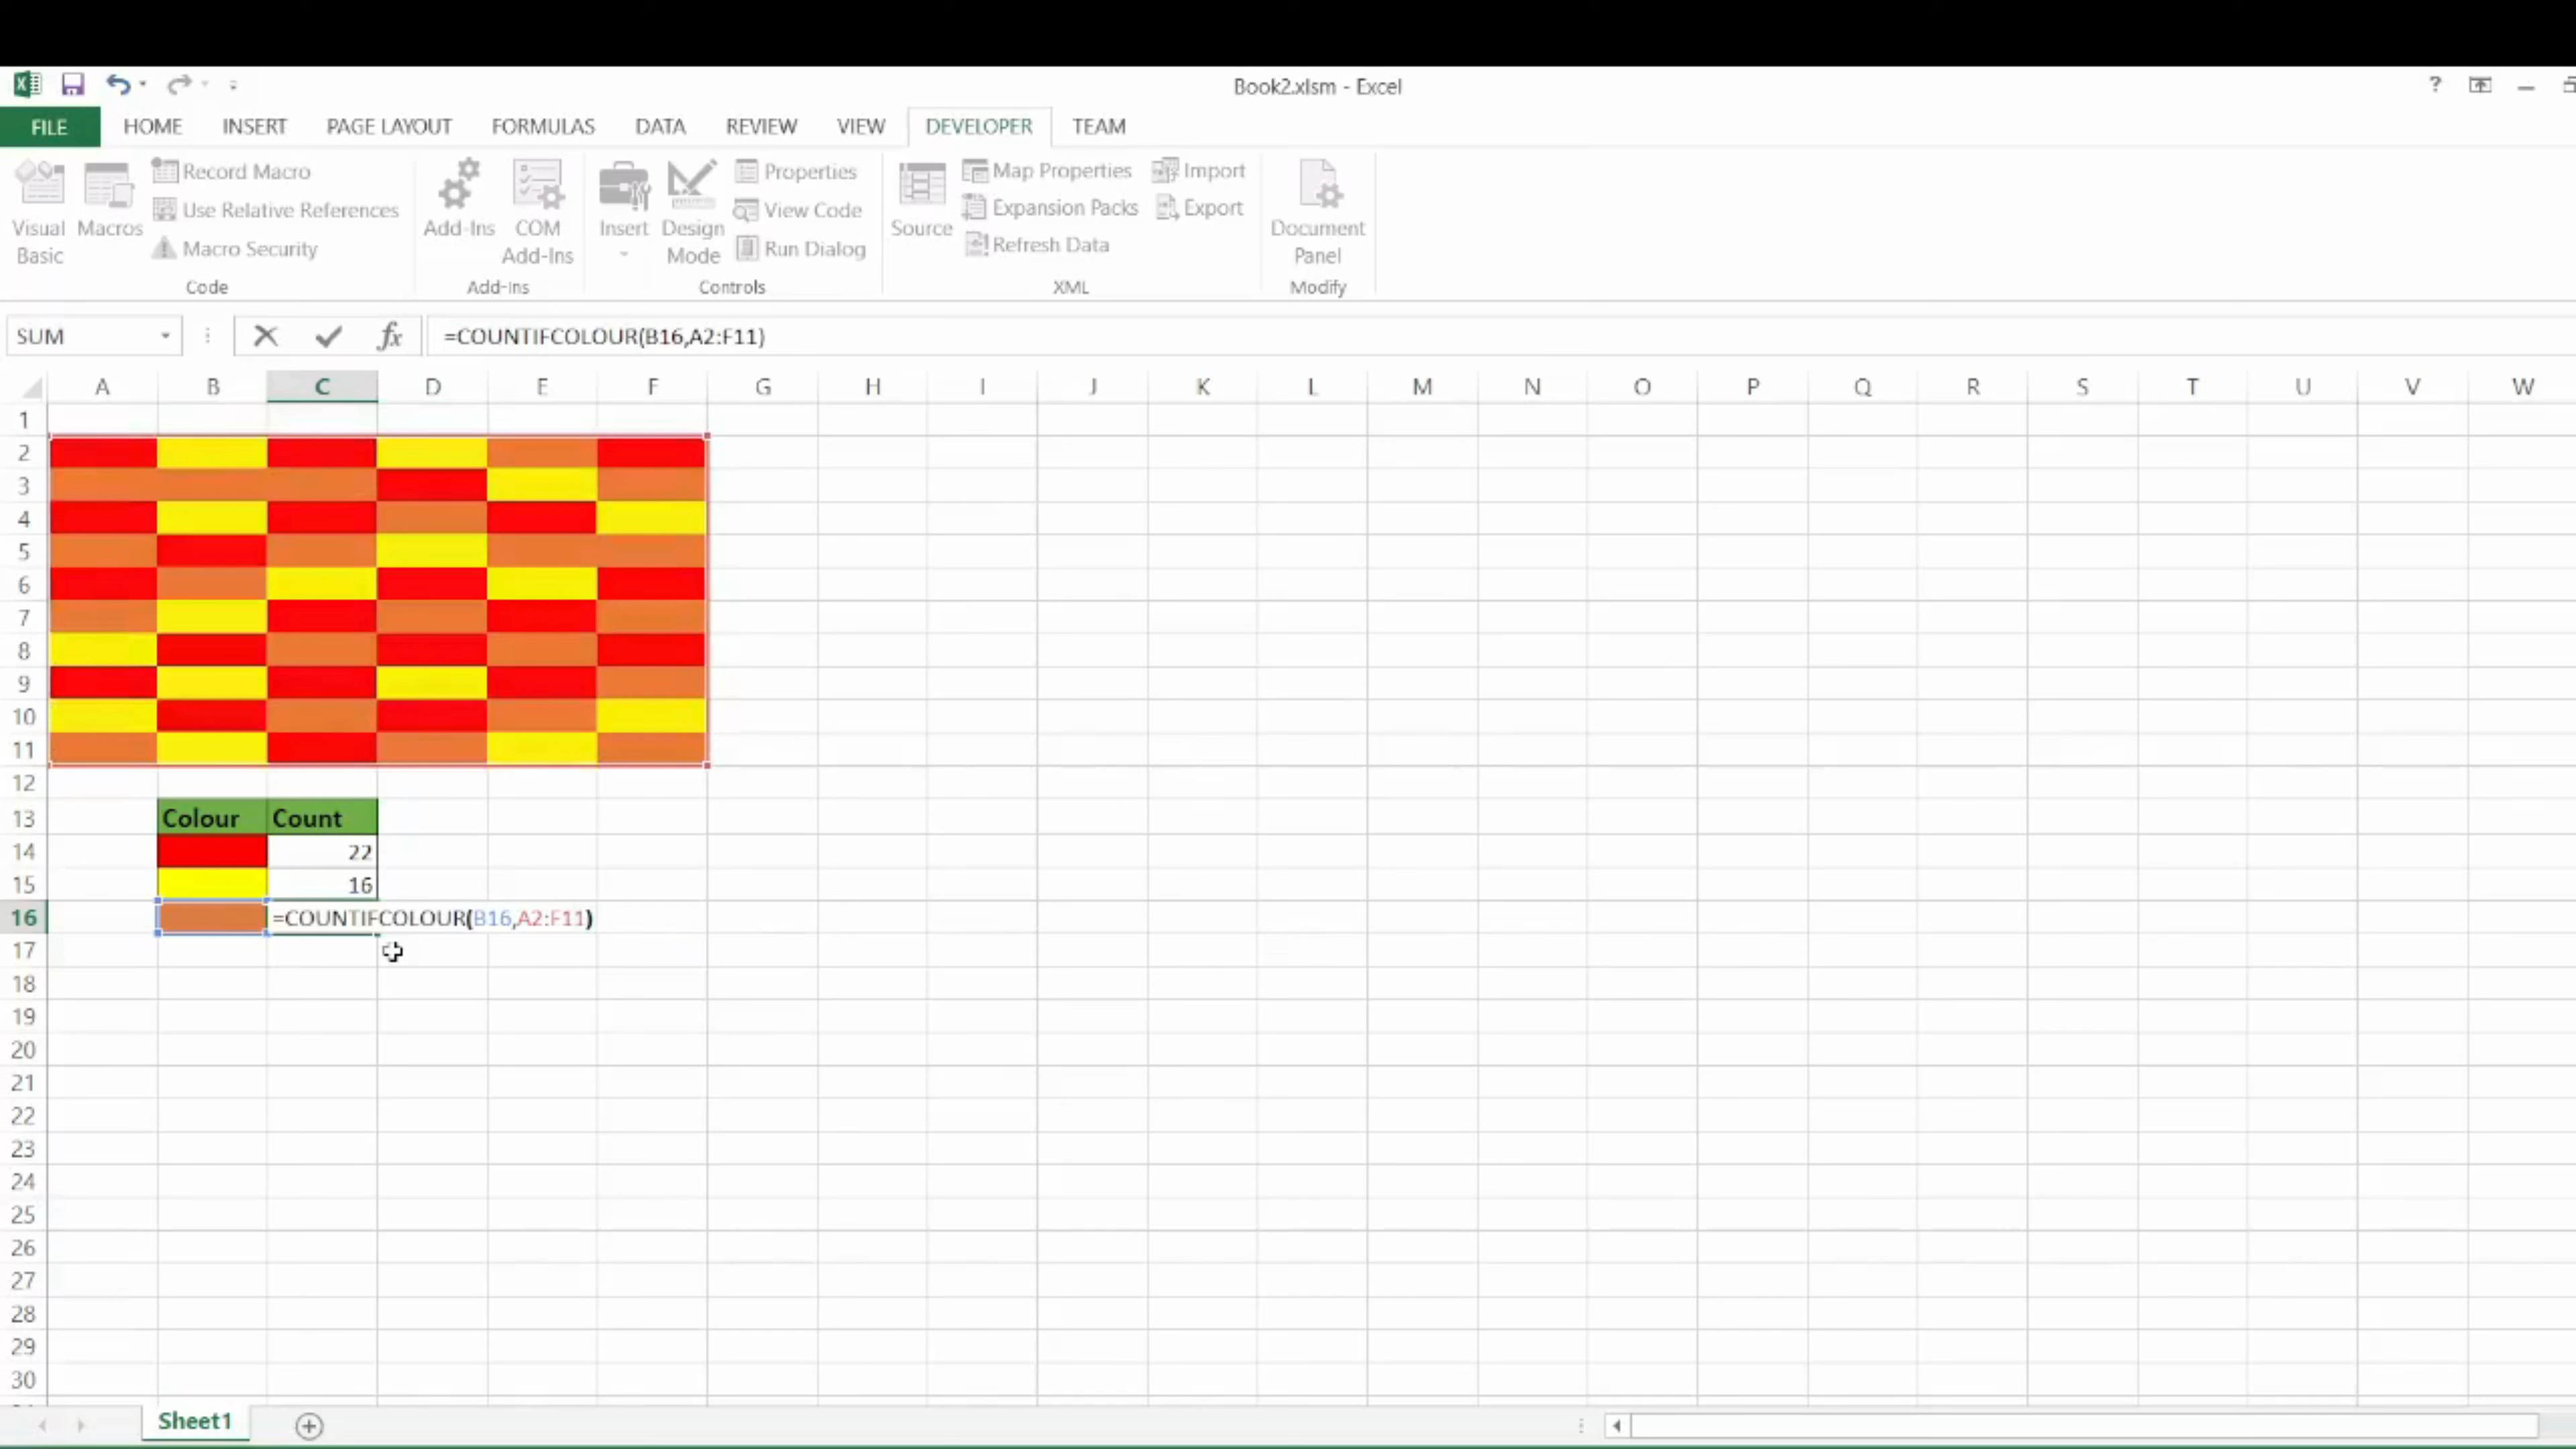 Book2.xlsm - Excel
?
FILE HOME INSERT PAGE LAYOUT FORMULAS DATA REVIEW VIEW DEVELOPER TEAM
Visual Basic
Macros
Record Macro
Use Relative References
Macro Security
Code
Add-Ins
COM Add-Ins
Add-Ins
Insert
Design Mode
Properties
View Code
Run Dialog
Controls
Source
Map Properties
Expansion Packs
Refresh Data
Import
Export
XML
Document Panel
Modify
SUM fx =COUNTIFCOLOUR(B16,A2:F11)
A B C D E F G H I J K L M N O P Q R S T U V W
1
2
3
4
5
6
7
8
9
10
11
12
13 Colour Count
14 22
15 16
16 =COUNTIFCOLOUR(B16,A2:F11)
17
18
19
20
21
22
23
24
25
26
27
28
29
30
Sheet1